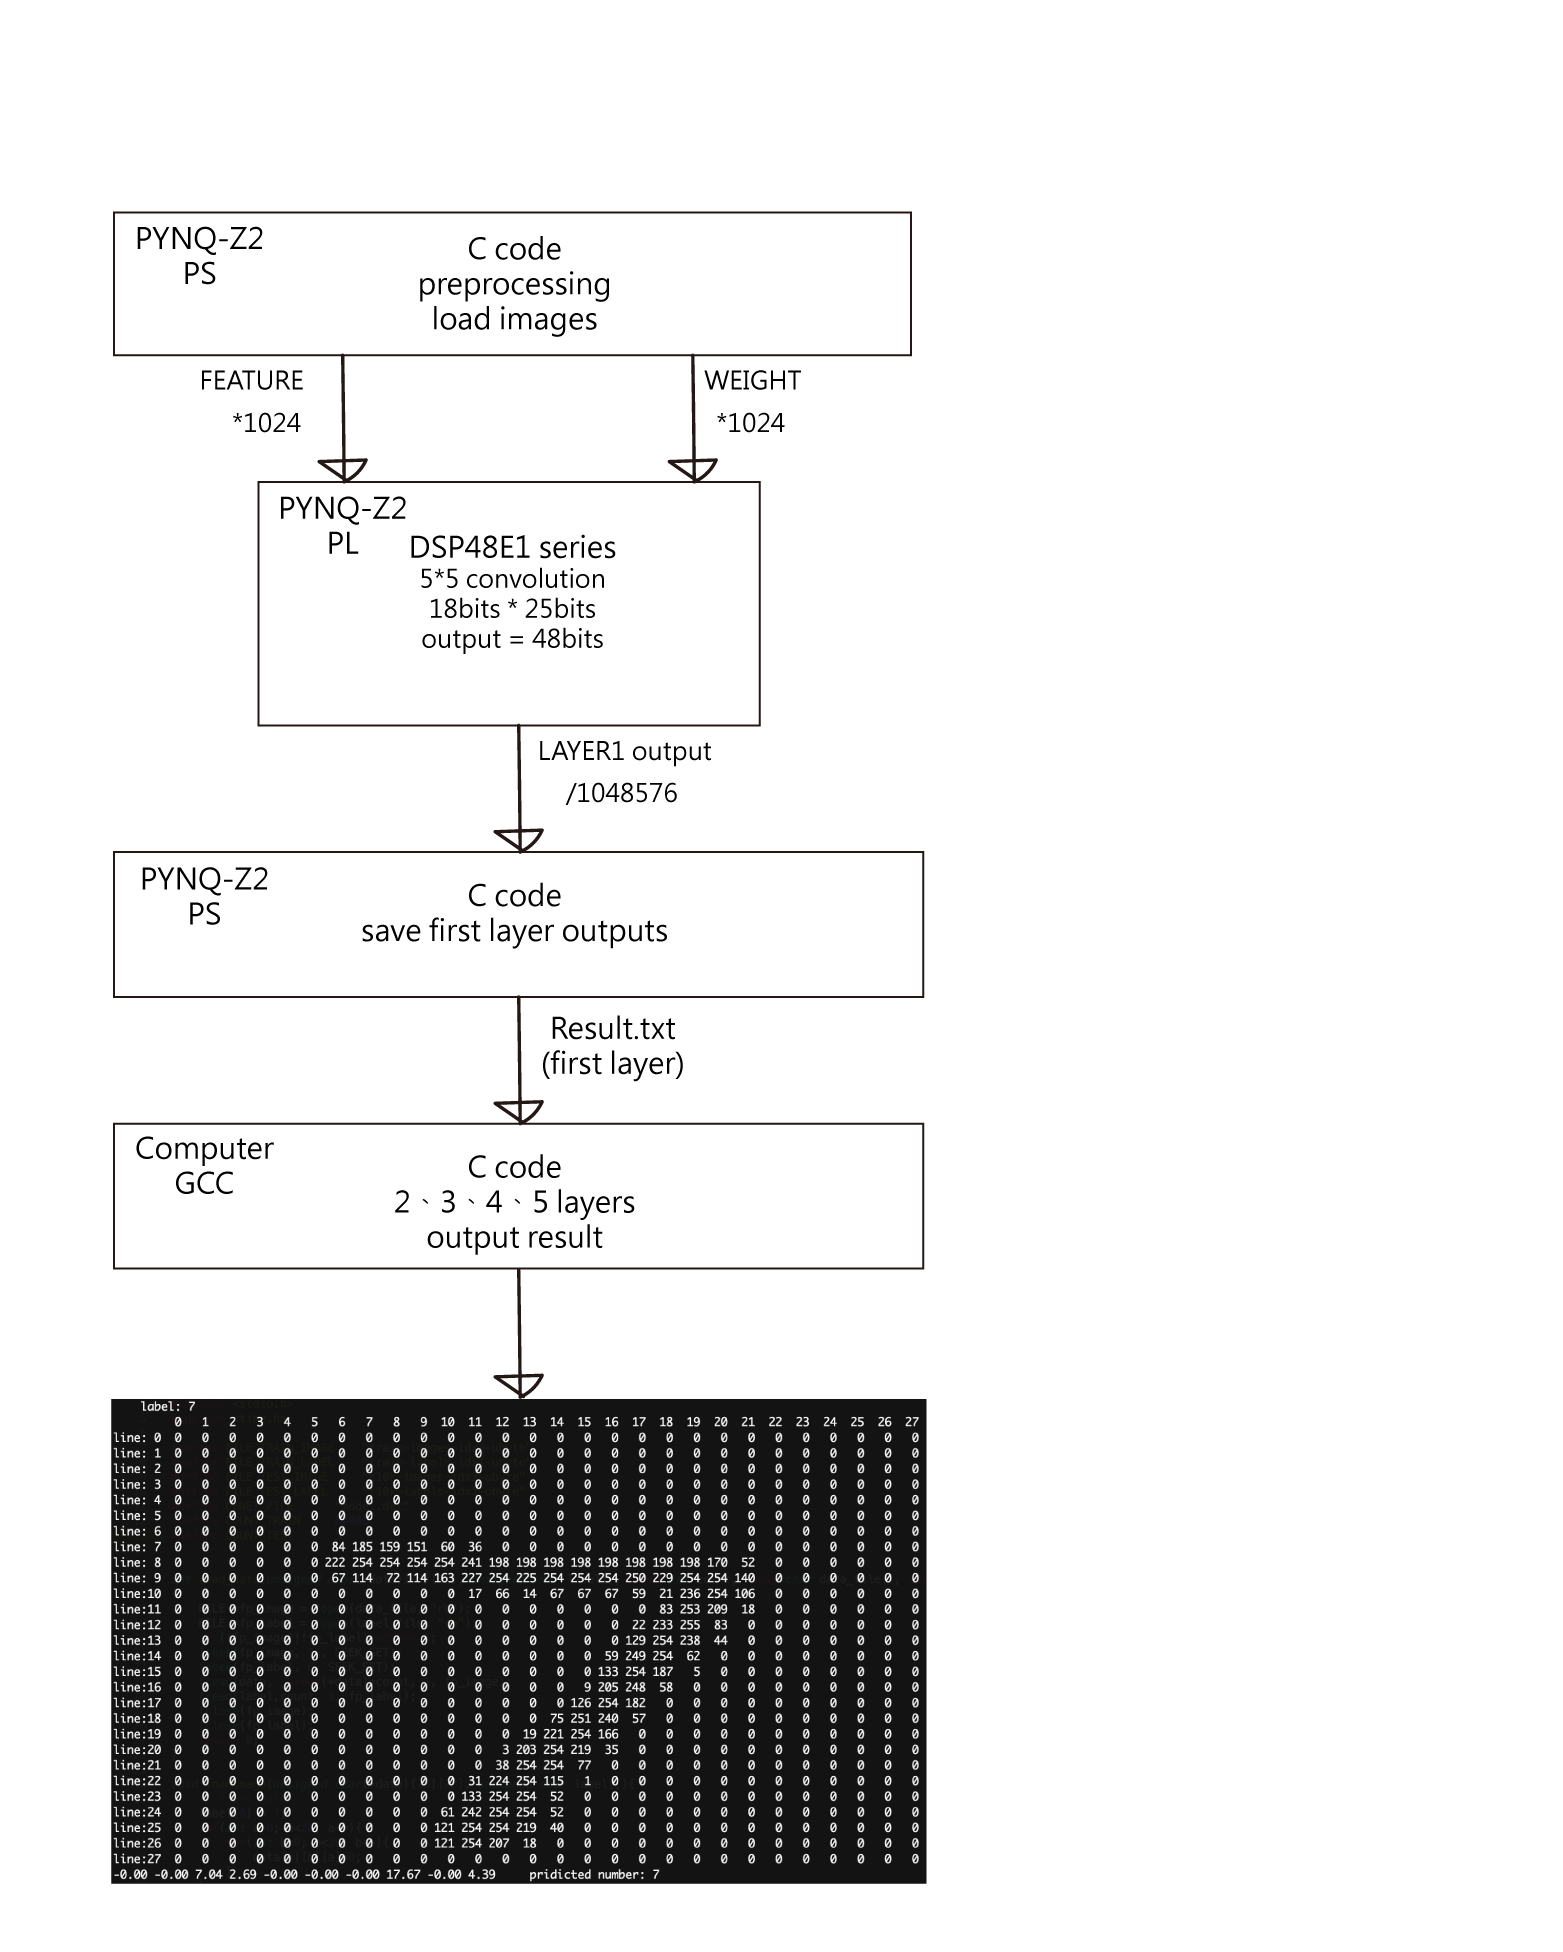 PYNQ-Z2
PS
C code
preprocessing
load images
FEATURE
*1024
WEIGHT
*1024
PYNQ-Z2
PL
DSP48E1 series
5*5 convolution
18bits * 25bits
output = 48bits
LAYER1 output
/1048576
PYNQ-Z2
PS
C code
save first layer outputs
Result.txt
(first layer)
Computer
GCC
C code
2、3、4、5 layers
output result
label: 7
0 1 2 3 4 5 6 7 8 9 10 11 12 13 14 15 16 17 18 19 20 21 22 23 24 25 26 27
line: 0 0 0 0 0 0 0 0 0 0 0 0 0 0 0 0 0 0 0 0 0 0 0 0 0 0 0 0 0
line: 1 0 0 0 0 0 0 0 0 0 0 0 0 0 0 0 0 0 0 0 0 0 0 0 0 0 0 0 0
line: 2 0 0 0 0 0 0 0 0 0 0 0 0 0 0 0 0 0 0 0 0 0 0 0 0 0 0 0 0
line: 3 0 0 0 0 0 0 0 0 0 0 0 0 0 0 0 0 0 0 0 0 0 0 0 0 0 0 0 0
line: 4 0 0 0 0 0 0 0 0 0 0 0 0 0 0 0 0 0 0 0 0 0 0 0 0 0 0 0 0
line: 5 0 0 0 0 0 0 0 0 0 0 0 0 0 0 0 0 0 0 0 0 0 0 0 0 0 0 0 0
line: 6 0 0 0 0 0 0 0 0 0 0 0 0 0 0 0 0 0 0 0 0 0 0 0 0 0 0 0 0
line: 7 0 0 0 0 0 0 84 185 159 151 60 36 0 0 0 0 0 0 0 0 0 0 0 0 0 0 0 0
line: 8 0 0 0 0 0 0 222 254 254 254 254 241 198 198 198 198 198 198 198 198 170 52 0 0 0 0 0 0
line: 9 0 0 0 0 0 0 67 114 72 114 163 227 254 225 254 254 254 250 229 254 254 140 0 0 0 0 0 0
line:10 0 0 0 0 0 0 0 0 0 0 0 17 66 14 67 67 67 59 21 236 254 106 0 0 0 0 0 0
line:11 0 0 0 0 0 0 0 0 0 0 0 0 0 0 0 0 0 0 83 253 209 18 0 0 0 0 0 0
line:12 0 0 0 0 0 0 0 0 0 0 0 0 0 0 0 0 0 22 233 255 83 0 0 0 0 0 0 0
line:13 0 0 0 0 0 0 0 0 0 0 0 0 0 0 0 0 0 129 254 238 44 0 0 0 0 0 0 0
line:14 0 0 0 0 0 0 0 0 0 0 0 0 0 0 0 0 59 249 254 62 0 0 0 0 0 0 0 0
line:15 0 0 0 0 0 0 0 0 0 0 0 0 0 0 0 0 133 254 187 5 0 0 0 0 0 0 0 0
line:16 0 0 0 0 0 0 0 0 0 0 0 0 0 0 0 9 205 248 58 0 0 0 0 0 0 0 0 0
line:17 0 0 0 0 0 0 0 0 0 0 0 0 0 0 0 126 254 182 0 0 0 0 0 0 0 0 0 0
line:18 0 0 0 0 0 0 0 0 0 0 0 0 0 0 75 251 240 57 0 0 0 0 0 0 0 0 0 0
line:19 0 0 0 0 0 0 0 0 0 0 0 0 0 19 221 254 166 0 0 0 0 0 0 0 0 0 0 0
line:20 0 0 0 0 0 0 0 0 0 0 0 0 3 203 254 219 35 0 0 0 0 0 0 0 0 0 0 0
line:21 0 0 0 0 0 0 0 0 0 0 0 0 38 254 254 77 0 0 0 0 0 0 0 0 0 0 0 0
line:22 0 0 0 0 0 0 0 0 0 0 0 31 224 254 115 1 0 0 0 0 0 0 0 0 0 0 0 0
line:23 0 0 0 0 0 0 0 0 0 0 0 133 254 254 52 0 0 0 0 0 0 0 0 0 0 0 0 0
line:24 0 0 0 0 0 0 0 0 0 0 61 242 254 254 52 0 0 0 0 0 0 0 0 0 0 0 0 0
line:25 0 0 0 0 0 0 0 0 0 0 121 254 254 219 40 0 0 0 0 0 0 0 0 0 0 0 0 0
line:26 0 0 0 0 0 0 0 0 0 0 121 254 207 18 0 0 0 0 0 0 0 0 0 0 0 0 0 0
line:27 0 0 0 0 0 0 0 0 0 0 0 0 0 0 0 0 0 0 0 0 0 0 0 0 0 0 0 0
-0.00 -0.00 7.04 2.69 -0.00 -0.00 -0.00 17.67 -0.00 4.39 pridicted number: 7